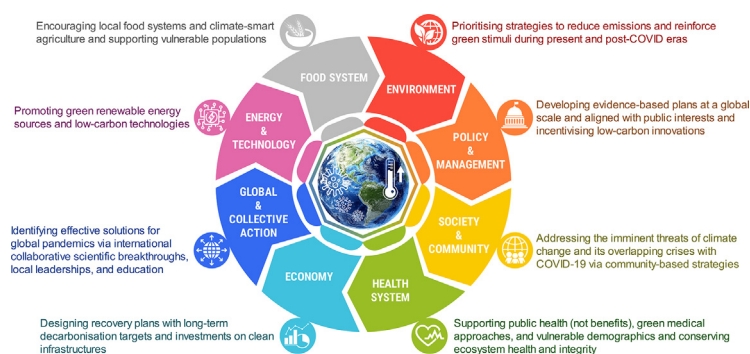 Encouraging local food systems and climate-smart
agriculture and supporting vulnerable populations
Prioritising strategies to reduce emissions and reinforce
green stimuli during present and post-COVID eras
FOOD SYSTEM
ENVIRONMENT
Promoting green renewable energy
sources and low-carbon technologies
ENERGY
&
TECHNOLOGY
POLICY
&
MANAGEMENT
Developing evidence-based plans at a global
scale and aligned with public interests and
incentivising low-carbon innovations
Identifying effective solutions for
global pandemics via international
collaborative scientific breakthroughs,
local leaderships, and education
GLOBAL
&
COLLECTIVE
ACTION
SOCIETY
&
COMMUNITY
Addressing the imminent threats of climate
change and its overlapping crises with
COVID-19 via community-based strategies
ECONOMY
HEALTH
SYSTEM
Designing recovery plans with long-term
decarbonisation targets and investments on clean
infrastructures
Supporting public health (not benefits), green medical
approaches, and vulnerable demographics and conserving
ecosystem health and integrity